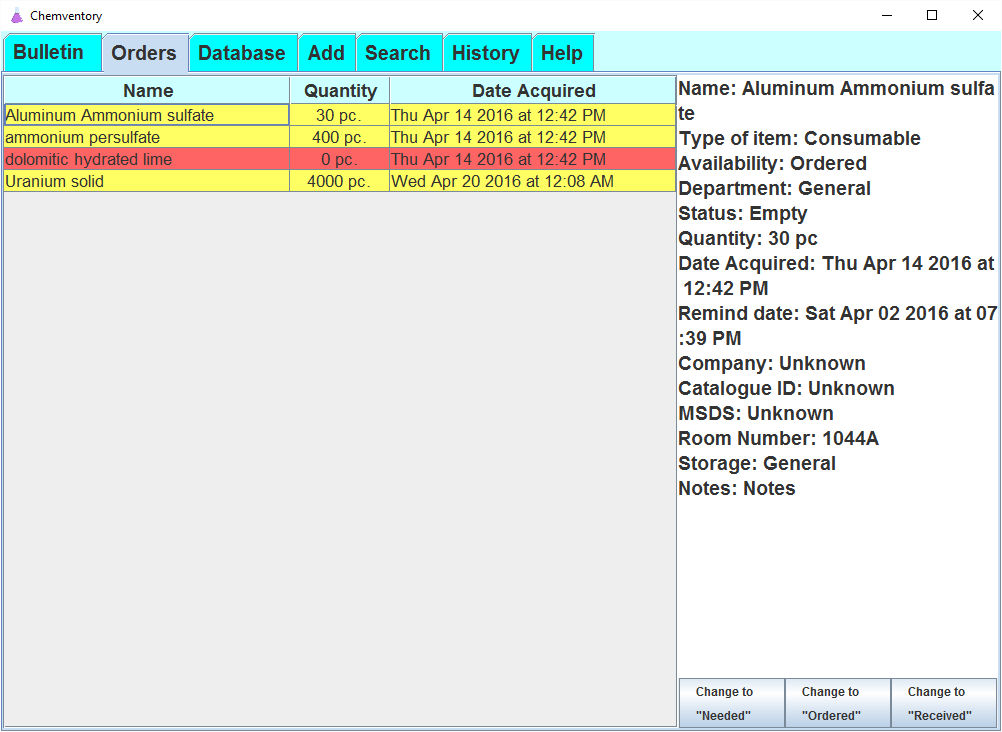 Chemventory
Bulletin Orders Database Add Search History Help
Name Quantity Date Acquired
Aluminum Ammonium sulfate 30 pc. Thu Apr 14 2016 at 12:42 PM
ammonium persulfate 400 pc. Thu Apr 14 2016 at 12:42 PM
dolomitic hydrated lime 0 pc. Thu Apr 14 2016 at 12:42 PM
Uranium solid 4000 pc. Wed Apr 20 2016 at 12:08 AM
Name: Aluminum Ammonium sulfa
te
Type of item: Consumable
Availability: Ordered
Department: General
Status: Empty
Quantity: 30 pc
Date Acquired: Thu Apr 14 2016 at
12:42 PM
Remind date: Sat Apr 02 2016 at 07
:39 PM
Company: Unknown
Catalogue ID: Unknown
MSDS: Unknown
Room Number: 1044A
Storage: General
Notes: Notes
Change to
"Needed"
Change to
"Ordered"
Change to
"Received"